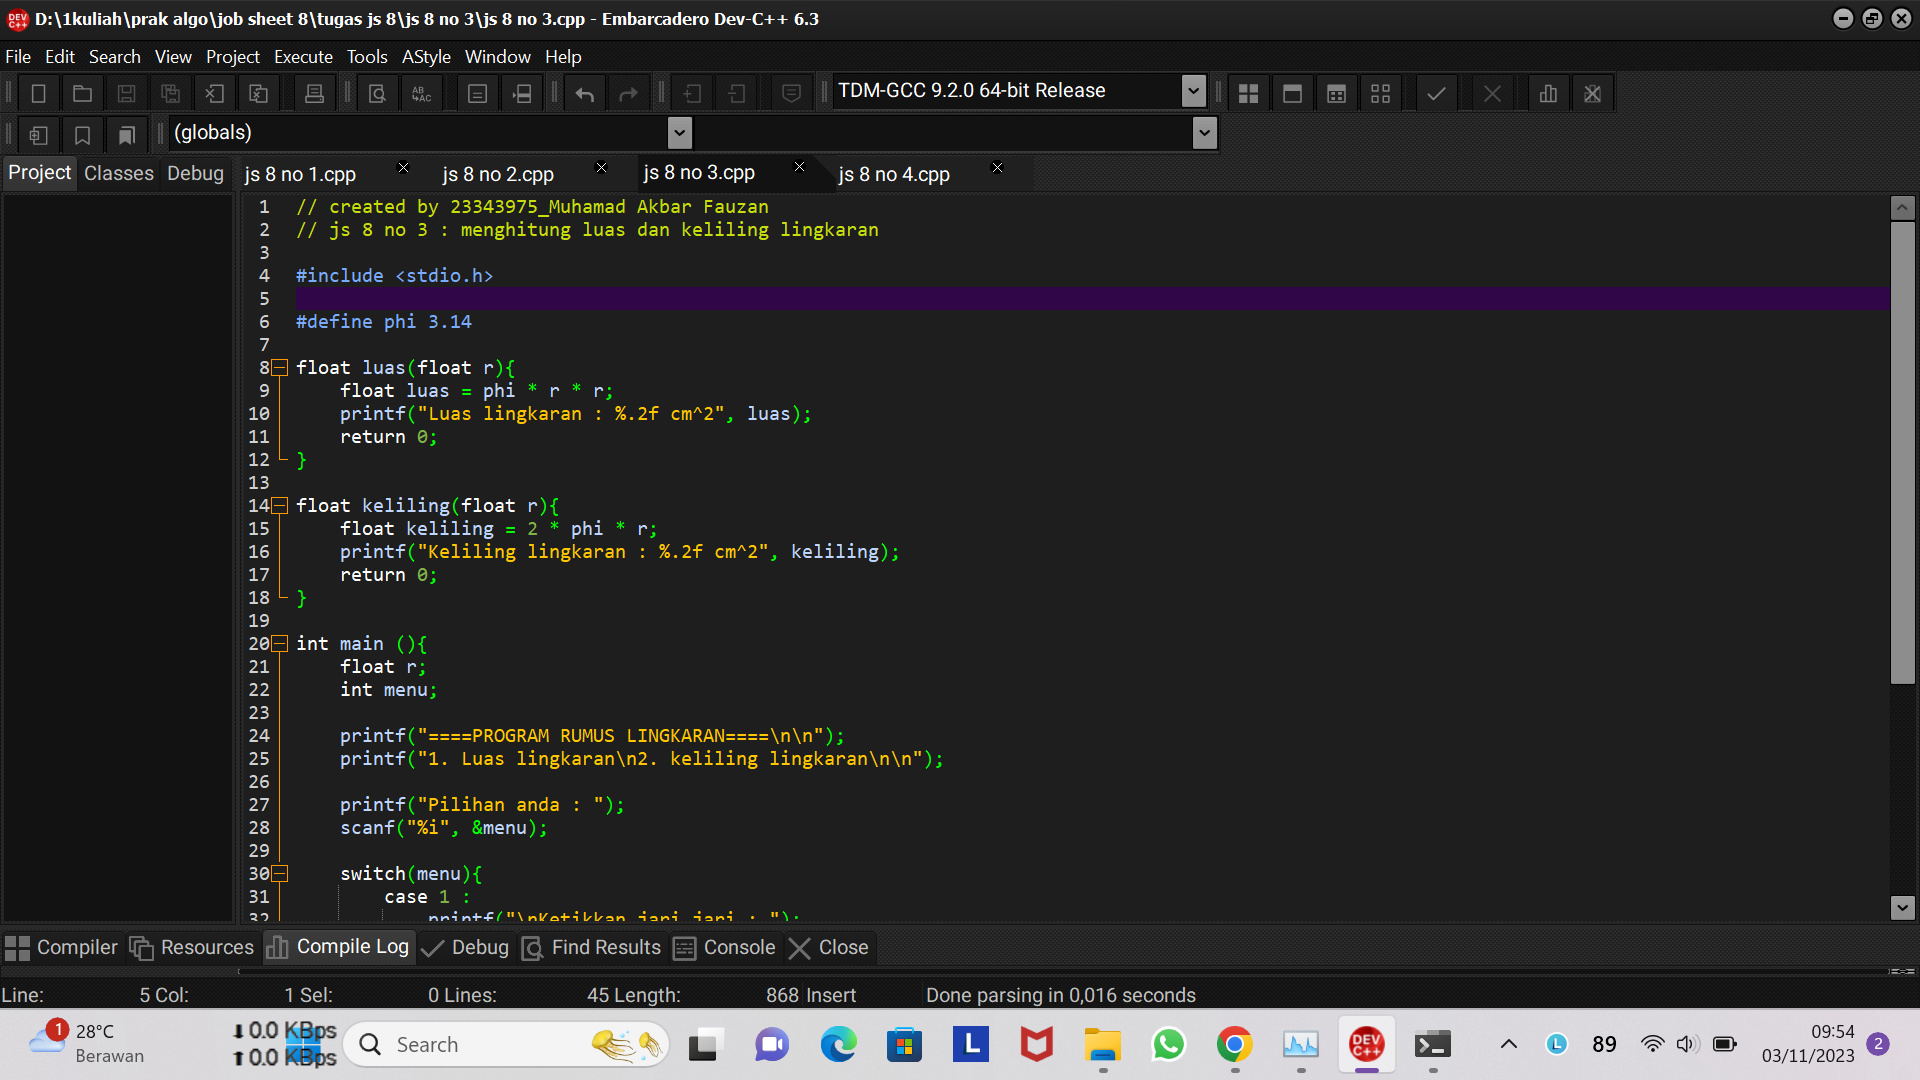 D:\1kuliah\prak algo\job sheet 8\tugas js 8\js 8 no 3\js 8 no 3.cpp - Embarcadero Dev-C++ 6.3
File Edit Search View Project Execute Tools AStyle Window Help
TDM-GCC 9.2.0 64-bit Release
(globals)
Project Classes Debug js 8 no 1.cpp js 8 no 2.cpp js 8 no 3.cpp js 8 no 4.cpp
1 // created by 23343975_Muhamad Akbar Fauzan
2 // js 8 no 3 : menghitung luas dan keliling lingkaran
3
4 #include <stdio.h>
5
6 #define phi 3.14
7
8 float luas(float r){
9 float luas = phi * r * r;
10 printf("Luas lingkaran : %.2f cm^2", luas);
11 return 0;
12 }
13
14 float keliling(float r){
15 float keliling = 2 * phi * r;
16 printf("Keliling lingkaran : %.2f cm^2", keliling);
17 return 0;
18 }
19
20 int main (){
21 float r;
22 int menu;
23
24 printf("====PROGRAM RUMUS LINGKARAN====\n\n");
25 printf("1. Luas lingkaran\n2. keliling lingkaran\n\n");
26
27 printf("Pilihan anda : ");
28 scanf("%i", &menu);
29
30 switch(menu){
31 case 1 :
32 printf("\nKetikkan jari jari : ");
Compiler Resources Compile Log Debug Find Results Console Close
Line: 5 Col: 1 Sel: 0 Lines: 45 Length: 868 Insert Done parsing in 0,016 seconds
1 28°C
Berawan
0.0 KBps
0.0 KBps
Search
L
DEV C++
L
89
09:54
03/11/2023
2